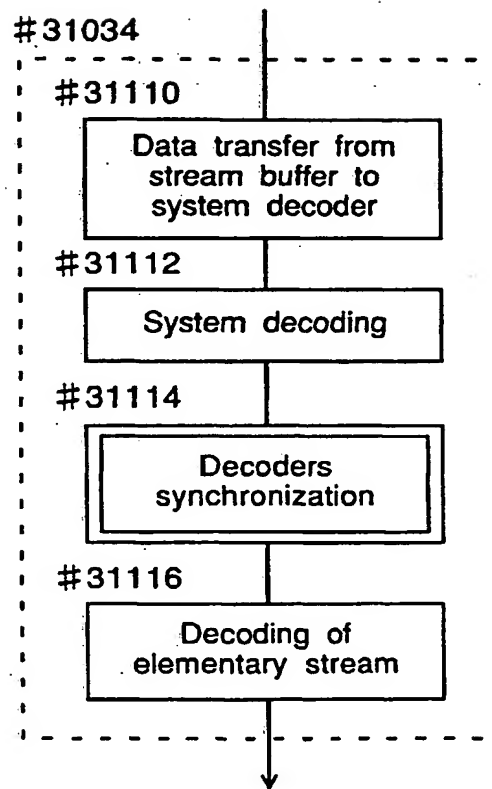 #31034
#31110
Data transfer from
stream buffer to
system decoder
#31112
System decoding
#31114
Decoders
synchronization
#31116
Decoding of
elementary stream